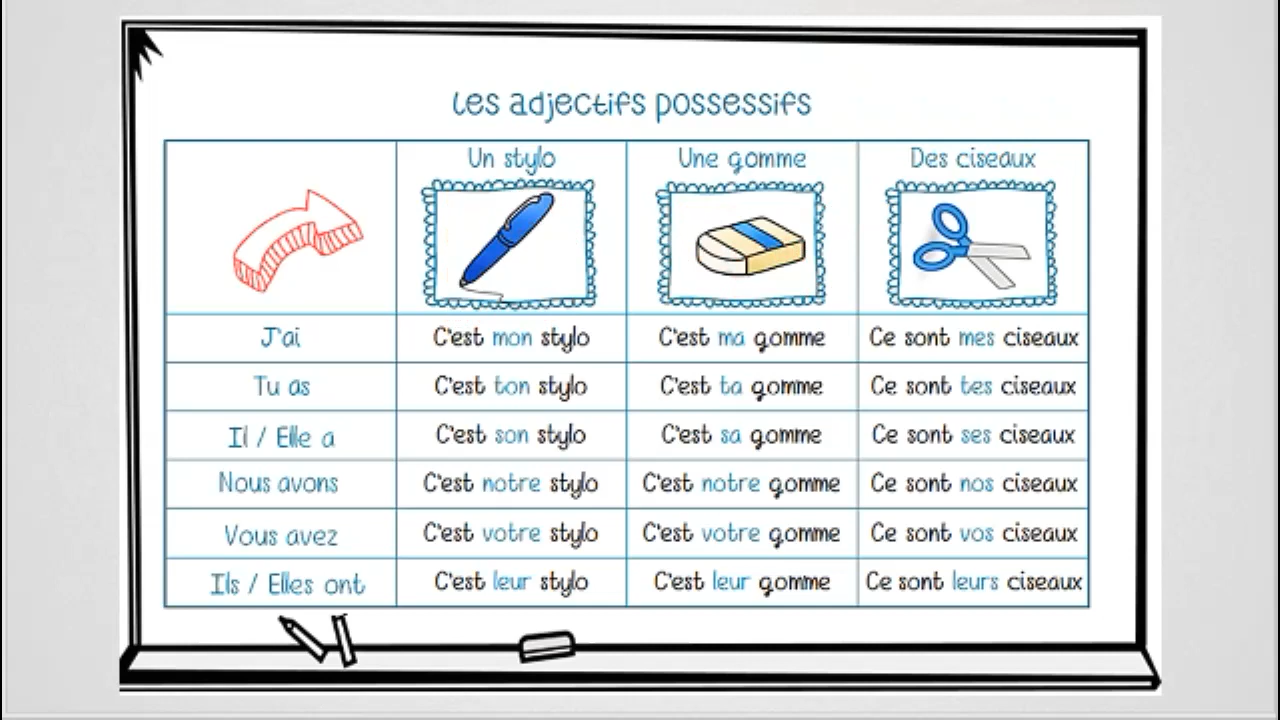 Les adjectifs possessifs
Un stylo Une gomme Des ciseaux
J'ai C'est mon stylo C'est ma gomme Ce sont mes ciseaux
Tu as C'est ton stylo C'est ta gomme Ce sont tes ciseaux
Il / Elle a C'est son stylo C'est sa gomme Ce sont ses ciseaux
Nous avons C'est notre stylo C'est notre gomme Ce sont nos ciseaux
Vous avez C'est votre stylo C'est votre gomme Ce sont vos ciseaux
Ils / Elles ont C'est leur stylo C'est leur gomme Ce sont leurs ciseaux